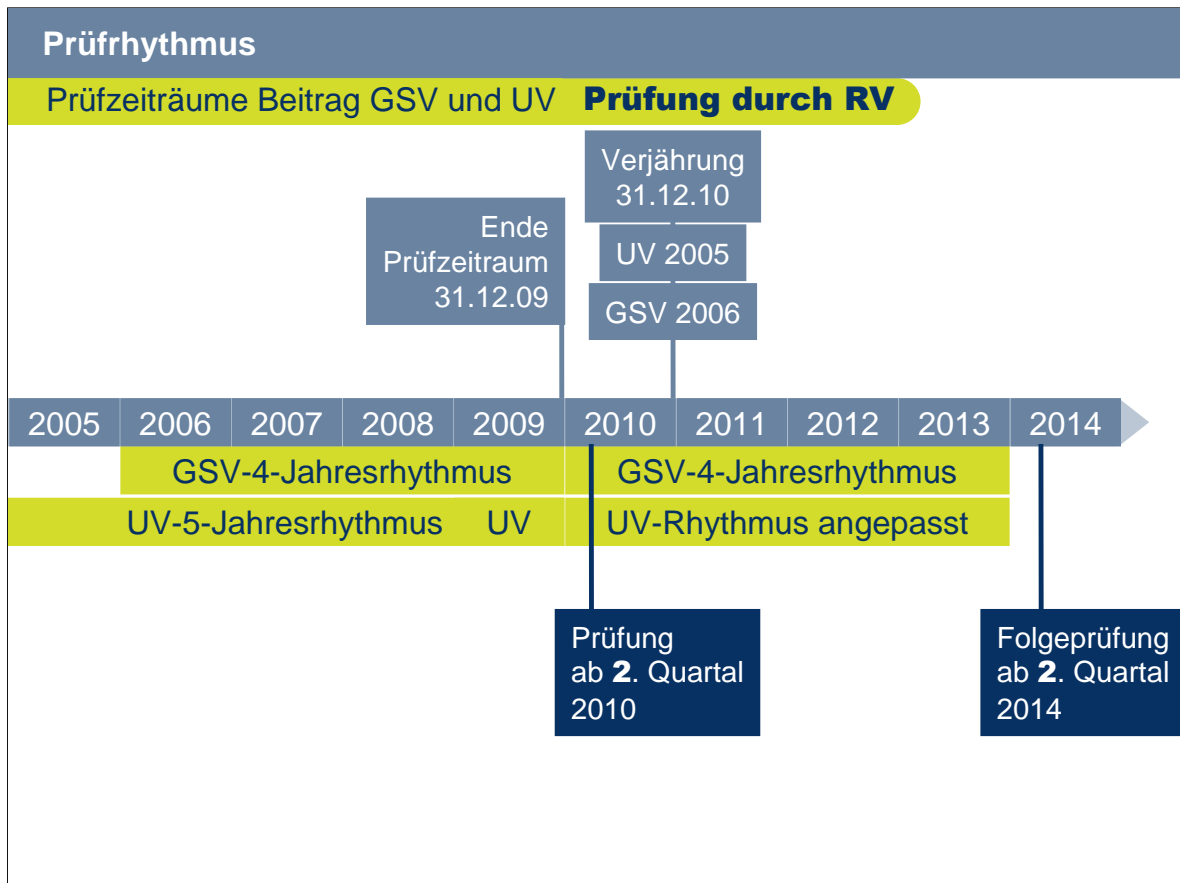 Prüfrhythmus
Prüfzeiträume Beitrag GSV und UV Prüfung durch RV
Verjährung
31.12.10
Ende
Prüfzeitraum
31.12.09
UV 2005
GSV 2006
2005 2006 2007 2008 2009 2010 2011 2012 2013 2014
GSV-4-Jahresrhythmus GSV-4-Jahresrhythmus
UV-5-Jahresrhythmus UV UV-Rhythmus angepasst
Prüfung
ab 2. Quartal
2010
Folgeprüfung
ab 2. Quartal
2014